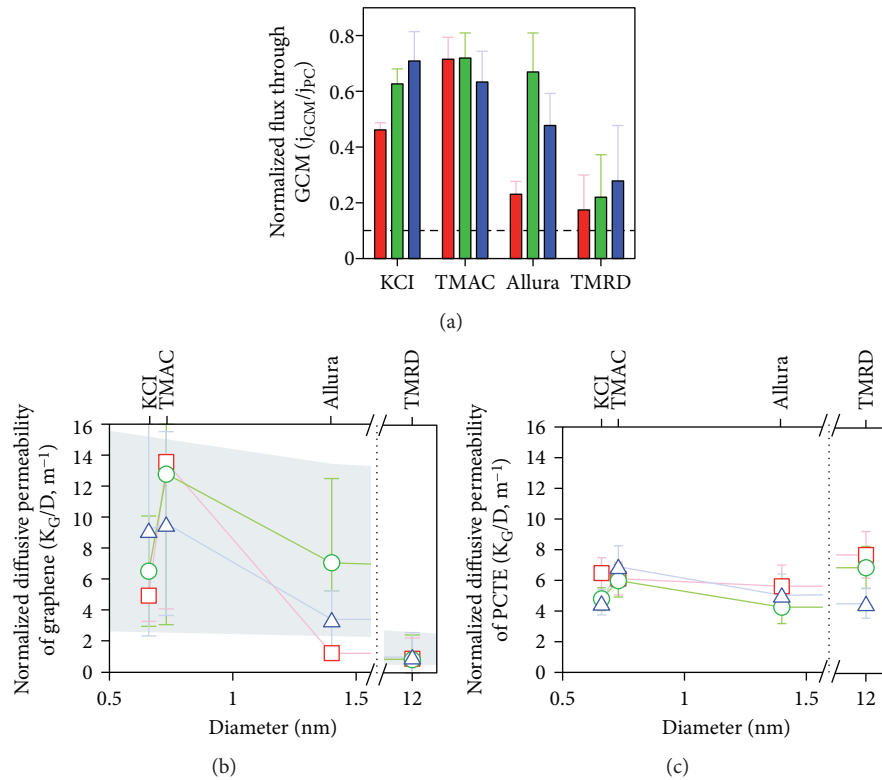 Normalized flux through
GCM (jGCM/jPC)
0.8
0.6
0.4
0.2
0
KCI
TMAC
Allura
TMRD
(a)
KCI
TMAC
Allura
TMRD
Normalized diffusive permeability
of graphene (KG/D, m−1)
16
14
12
10
8
6
4
2
0
0.5
1
1.5
12
Diameter (nm)
(b)
KCI
TMAC
Allura
TMRD
Normalized diffusive permeability
of PCTE (KG/D, m−1)
16
14
12
10
8
6
4
2
0
0.5
1
1.5
12
Diameter (nm)
(c)